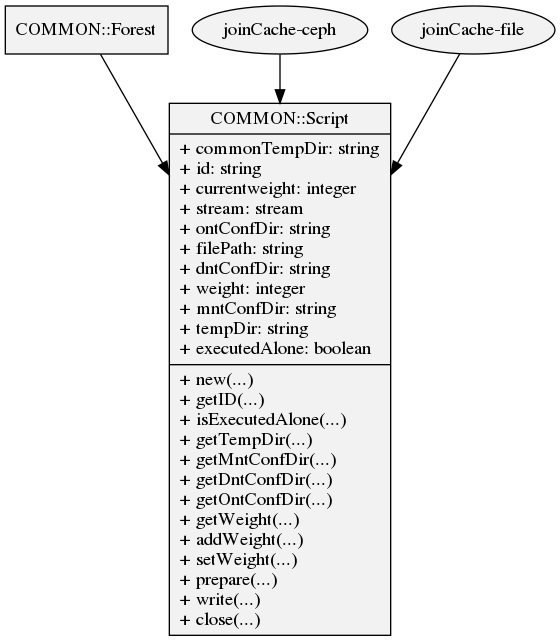 COMMON::Forest
joinCache-ceph
joinCache-file
COMMON::Script
+ commonTempDir: string
+ id: string
+ currentweight: integer
+ stream: stream
+ ontConfDir: string
+ filePath: string
+ dntConfDir: string
+ weight: integer
+ mntConfDir: string
+ tempDir: string
+ executedAlone: boolean
+ new(...)
+ getID(...)
+ isExecutedAlone(...)
+ getTempDir(...)
+ getMntConfDir(...)
+ getDntConfDir(...)
+ getOntConfDir(...)
+ getWeight(...)
+ addWeight(...)
+ setWeight(...)
+ prepare(...)
+ write(...)
+ close(...)